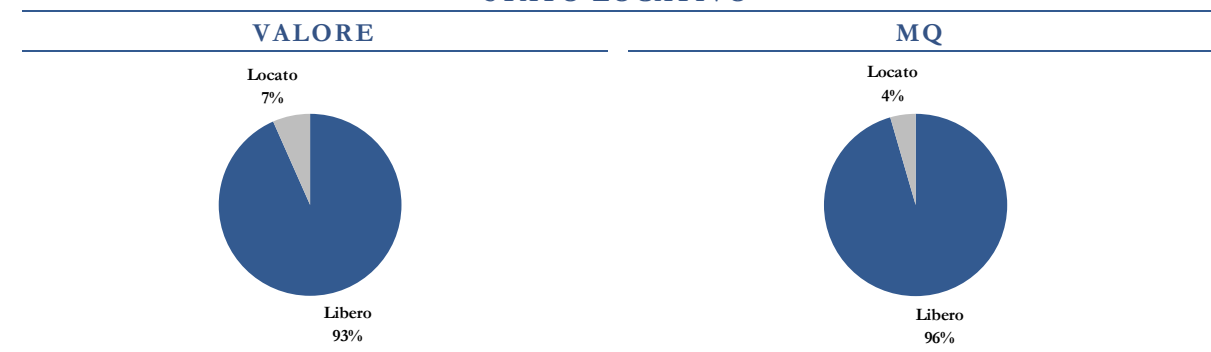 VALORE
MQ
Locato
7%
Libero
93%
Locato
4%
Libero
96%